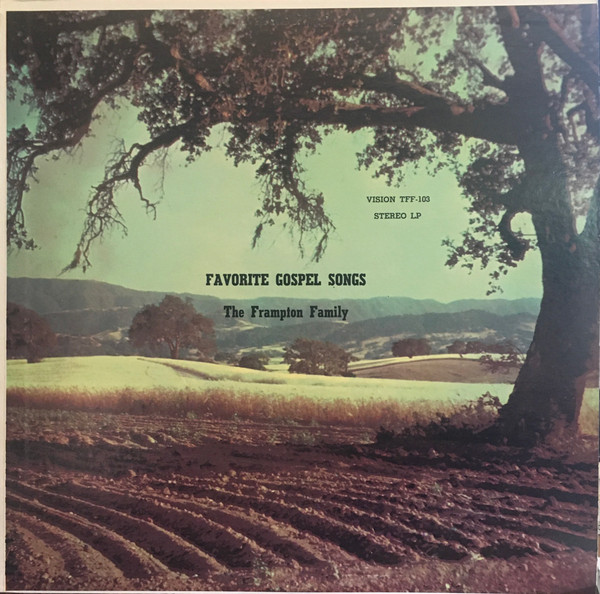 VISION TFF-103
STEREO LP
FAVORITE GOSPEL SONGS
The Frampton Family